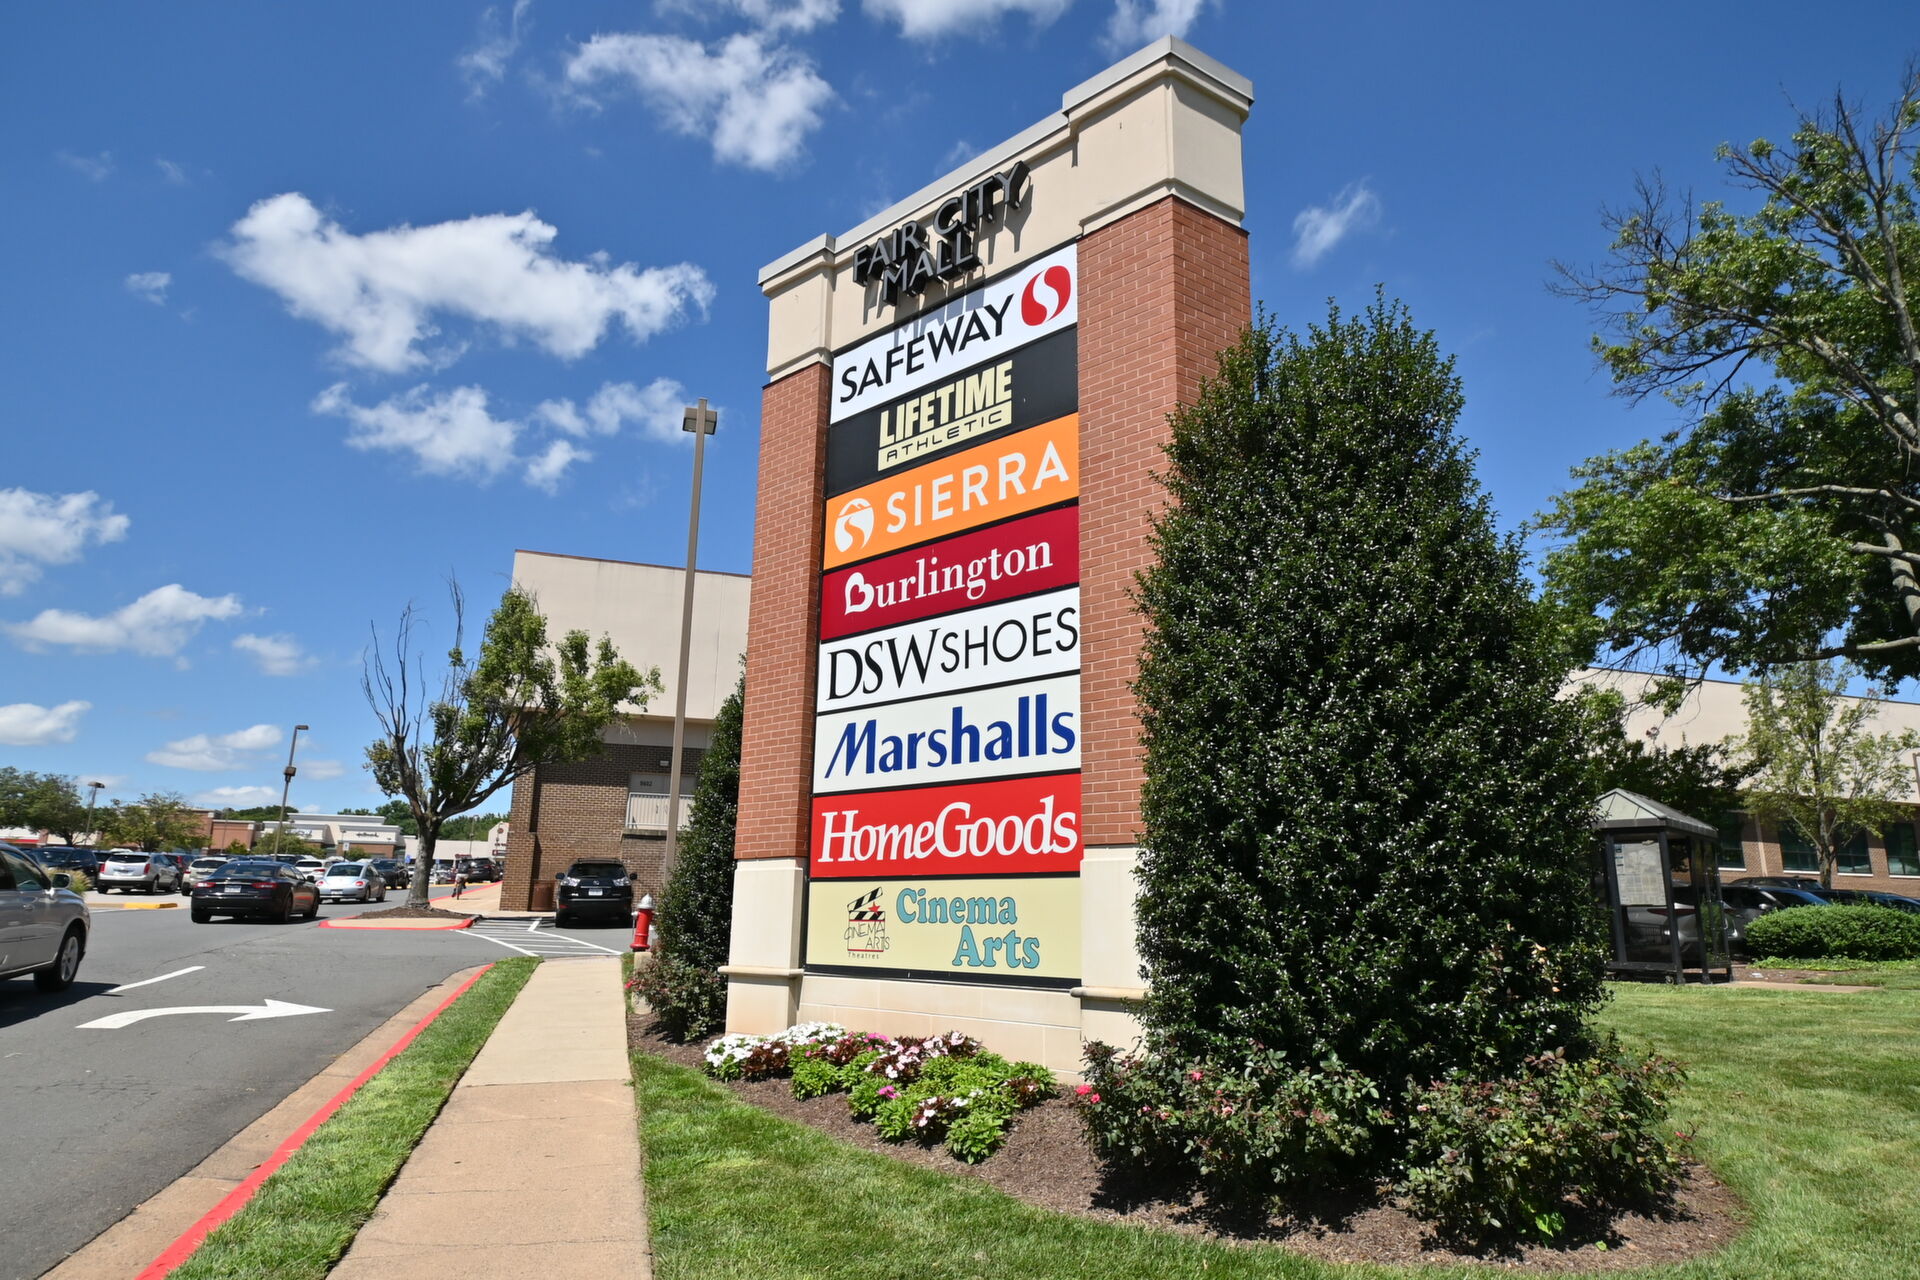 FAIR CITY
MALL
SAFEWAY
LIFETIME
ATHLETIC
SIERRA
Burlington
DSW SHOES
Marshalls
HomeGoods
CINEMA
ARTS
Theatres
Cinema
Arts